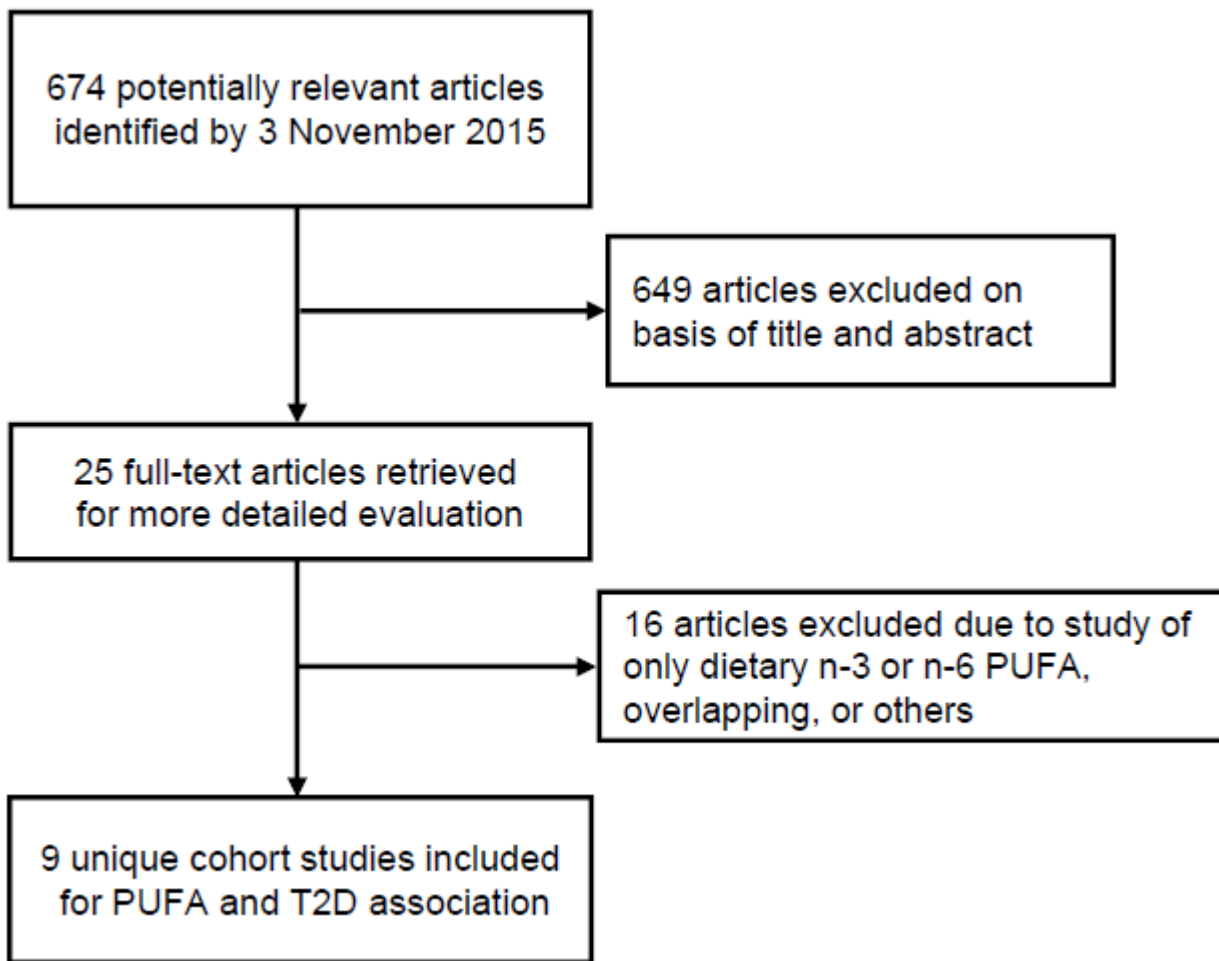 674 potentially relevant articles
identified by 3 November 2015
649 articles excluded on
basis of title and abstract
25 full-text articles retrieved
for more detailed evaluation
16 articles excluded due to study of
only dietary n-3 or n-6 PUFA,
overlapping, or others
9 unique cohort studies included
for PUFA and T2D association